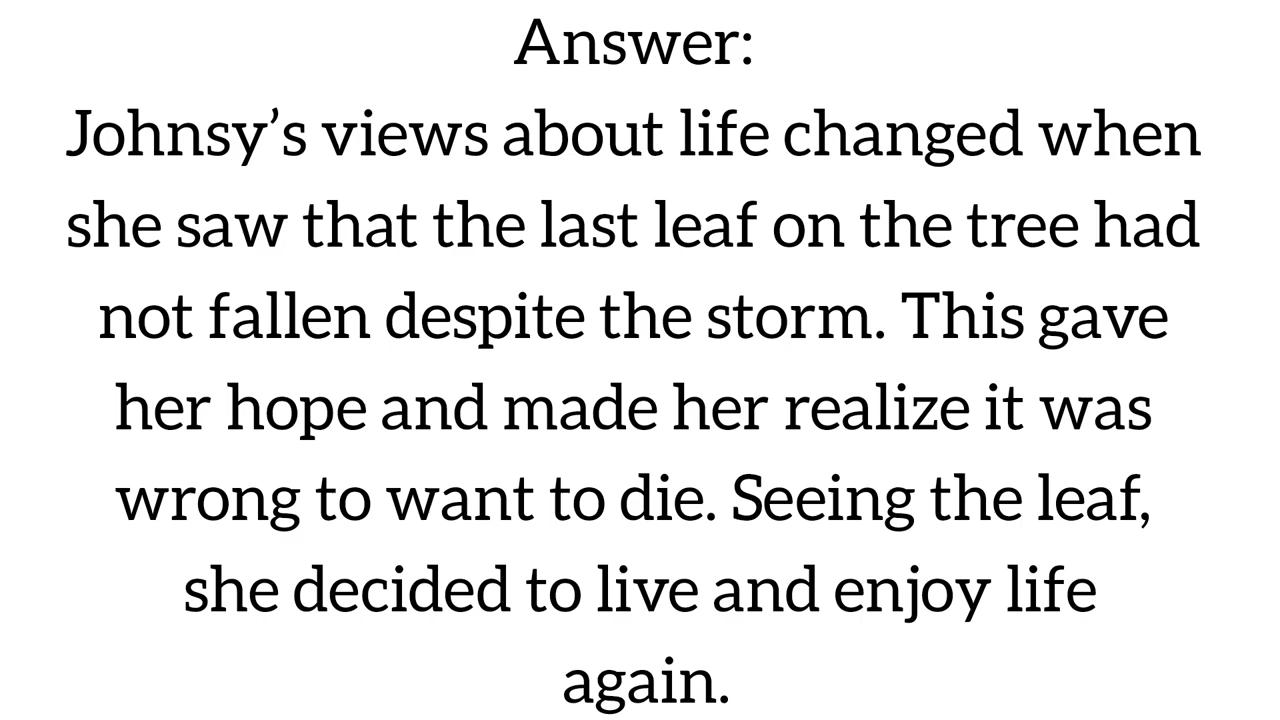 Answer:
Johnsy’s views about life changed when
she saw that the last leaf on the tree had
not fallen despite the storm. This gave
her hope and made her realize it was
wrong to want to die. Seeing the leaf,
she decided to live and enjoy life
again.